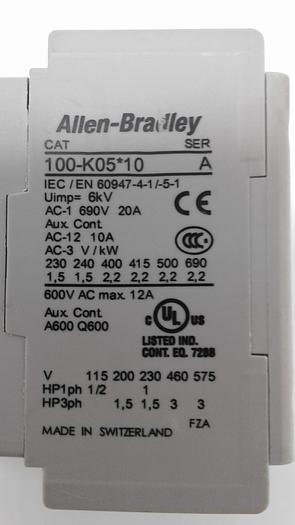 Allen-Bradley
CAT SER
100-K05*10 A
IEC / EN 60947-4-1/-5-1
Uimp= 6kV
AC-1 690V 20A
CE
Aux. Cont.
AC-12 10A
AC-3 V / kW
CCC
230 240 400 415 500 690
1,5 1,5 2,2 2,2 2,2 2,2
600V AC max. 12A
Aux. Cont.
A600 Q600
C UL US
LISTED IND.
CONT. EQ. 7288
V 115 200 230 460 575
HP1ph 1/2 1
HP3ph 1,5 1,5 3 3
MADE IN SWITZERLAND FZA